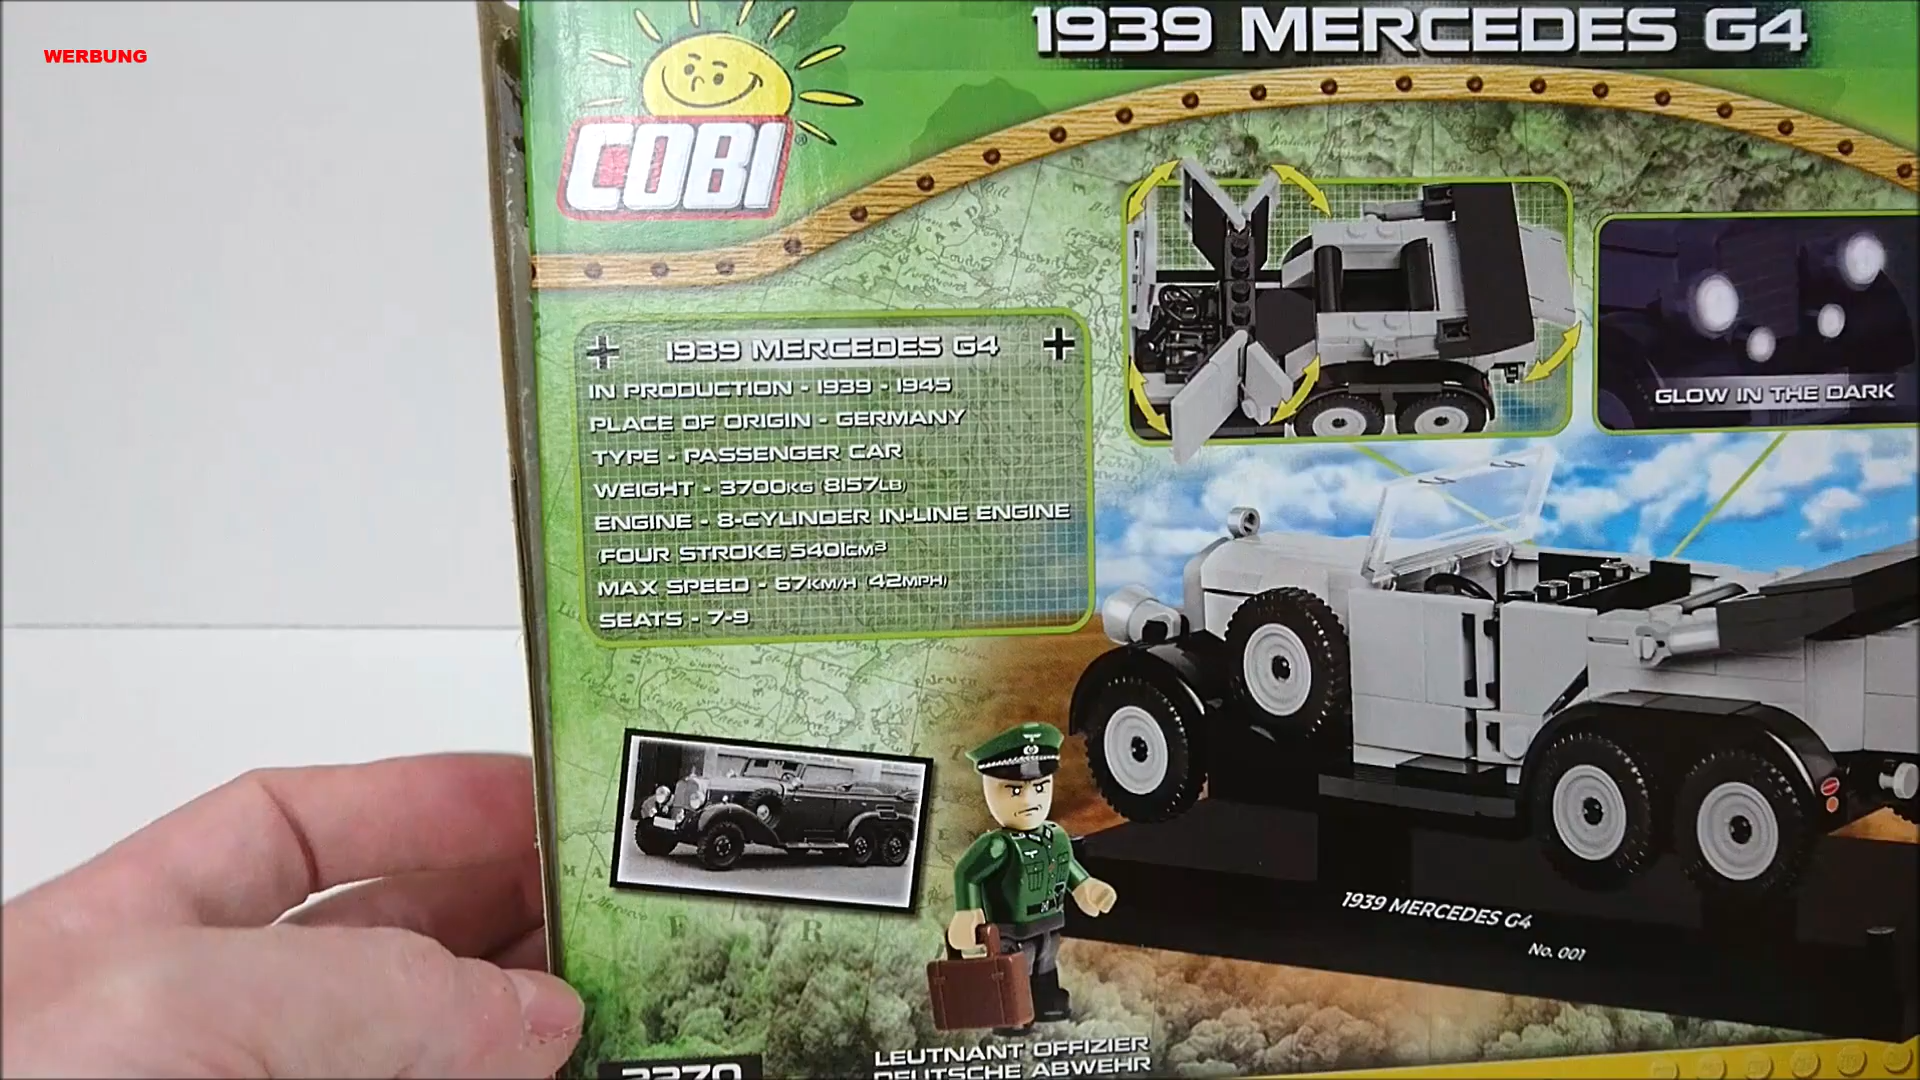 WERBUNG
1939 MERCEDES G4
COBI
GLOW IN THE DARK
1939 MERCEDES G4
IN PRODUCTION - 1939 - 1945
PLACE OF ORIGIN - GERMANY
TYPE - PASSENGER CAR
WEIGHT - 3700KG (8157LB)
ENGINE - 8-CYLINDER IN-LINE ENGINE
(FOUR STROKE) 5401CM³
MAX SPEED - 67KM/H (42MPH)
SEATS - 7-9
1939 MERCEDES G4
No. 001
LEUTNANT OFFIZIER
DEUTSCHE ABWEHR